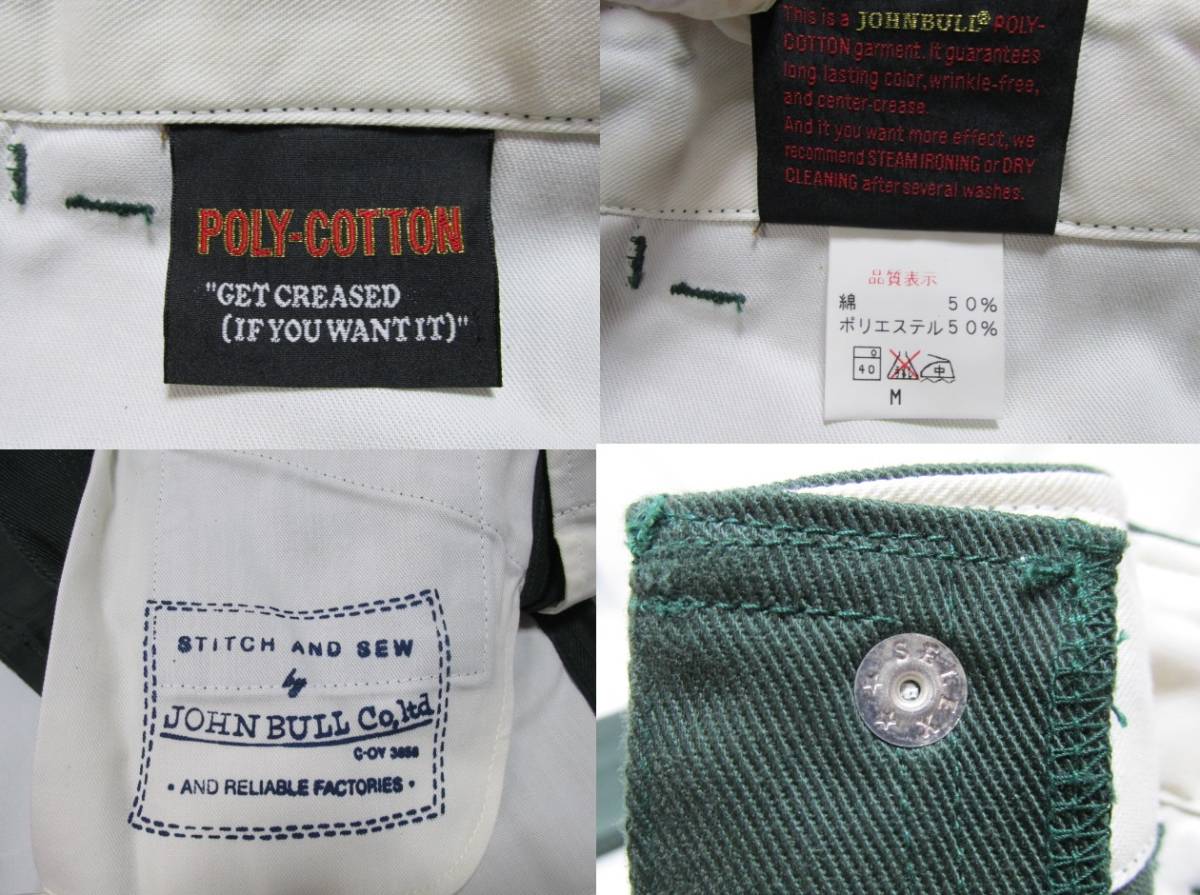 POLY-COTTON
"GET CREASED
(IF YOU WANT IT)"
This is a JOHNBULL® POLY-
COTTON garment. It guarantees
long lasting color, wrinkle-free,
and center-crease.
And it you want more effect, we
recommend STEAM IRONING or DRY
CLEANING after several washes.
品質表示
綿 50%
ポリエステル50%
40 中
M
STITCH AND SEW
by
JOHN BULL Co,ltd
C-OY 3858
• AND RELIABLE FACTORIES •